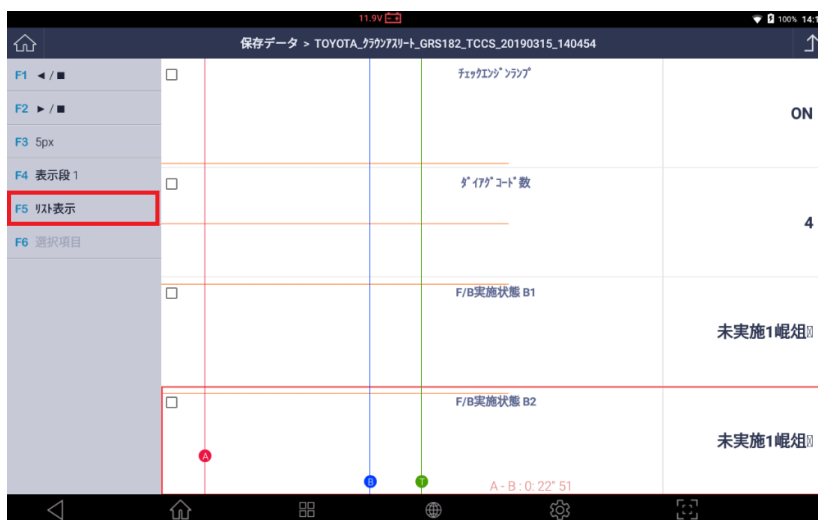 11.9V
100% 14:1
保存データ > TOYOTA_ｸﾗｳﾝｱｽﾘｰﾄ_GRS182_TCCS_20190315_140454
F1 ◄ / ■
F2 ► / ■
F3 5px
F4 表示段 1
F5 ﾘｽﾄ表示
F6 選択項目
ﾁｪｯｸｴﾝｼﾞﾝﾗﾝﾌﾟ
ON
ﾀﾞｲｱｸﾞｺｰﾄﾞ数
4
F/B実施状態 B1
未実施1崐俎
F/B実施状態 B2
未実施1崐俎
A
B
T
A - B : 0: 22" 51